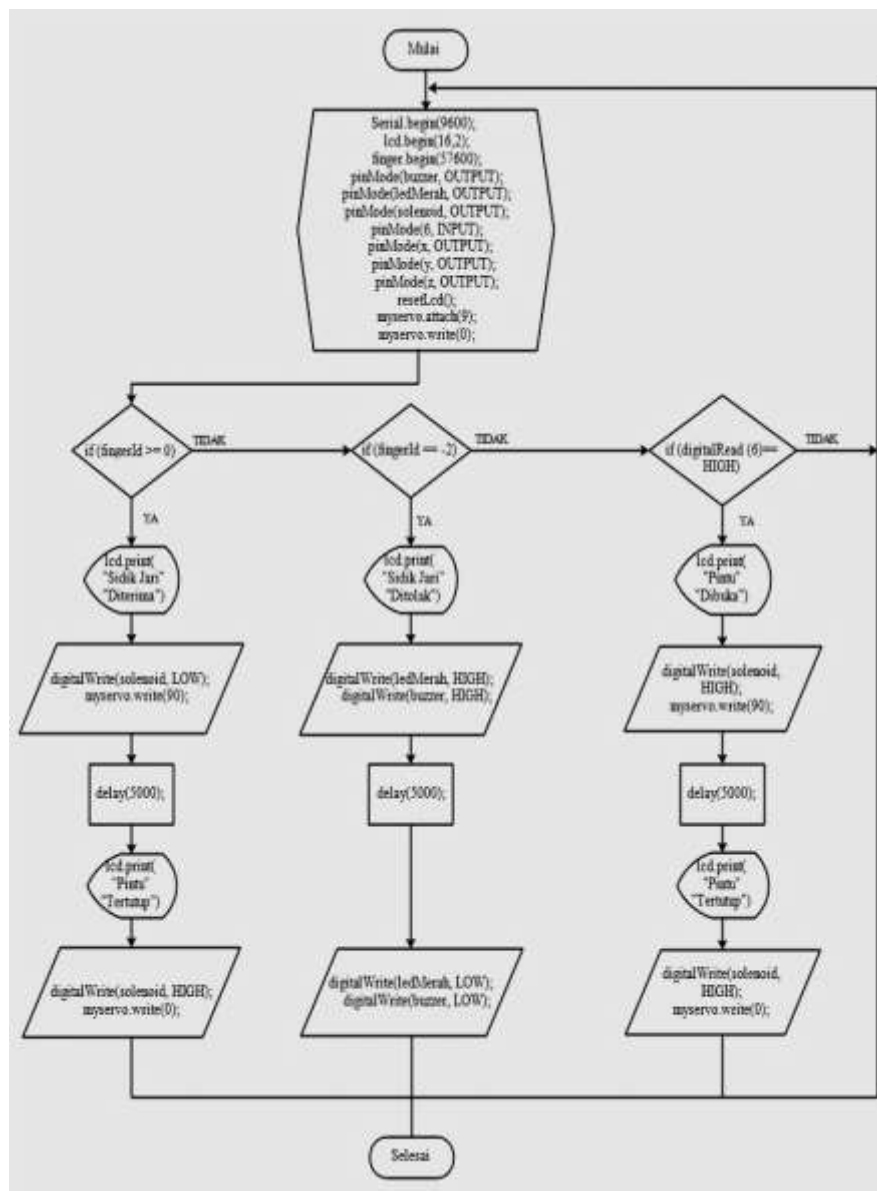 Mulai
Serial.begin(9600);
lcd.begin(16,2);
finger.begin(57600);
pinMode(buzzer, OUTPUT);
pinMode(ledMerah, OUTPUT);
pinMode(solenoid, OUTPUT);
pinMode(6, INPUT);
pinMode(x, OUTPUT);
pinMode(y, OUTPUT);
pinMode(z, OUTPUT);
resetLcd();
myservo.attach(9);
myservo.write(0);
if (fingerId >= 0)
TIDAK
if (fingerId == -2)
TIDAK
if (digitalRead (6)==
HIGH)
TIDAK
YA
YA
YA
lcd.print(
"Sidik Jari"
"Diterima")
lcd.print(
"Sidik Jari"
"Ditolak")
lcd.print(
"Pintu"
"Dibuka")
digitalWrite(solenoid, LOW);
myservo.write(90);
digitalWrite(ledMerah, HIGH);
digitalWrite(buzzer, HIGH);
digitalWrite(solenoid,
HIGH);
myservo.write(90);
delay(5000);
delay(5000);
delay(5000);
lcd.print(
"Pintu"
"Tertutup")
lcd.print(
"Pintu"
"Tertutup")
digitalWrite(solenoid, HIGH);
myservo.write(0);
digitalWrite(ledMerah, LOW);
digitalWrite(buzzer, LOW);
digitalWrite(solenoid,
HIGH);
myservo.write(0);
Selesai